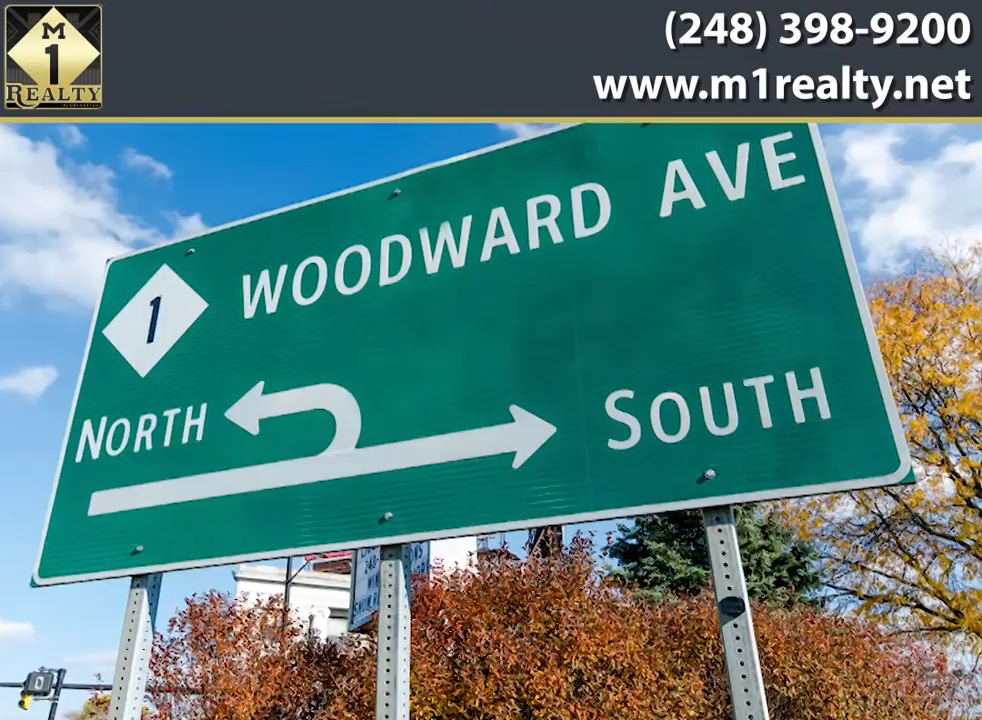 M
1
REALTY
(248) 398-9200
www.m1realty.net
WOODWARD AVE
1
NORTH
SOUTH